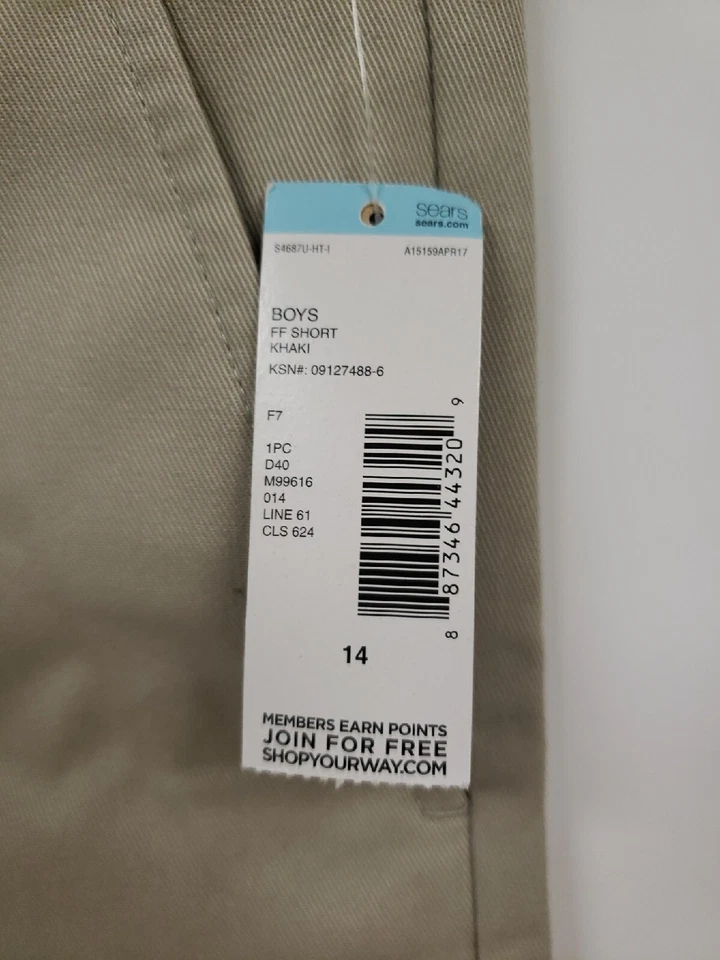 sears
sears.com
S4687U-HT-I A15159APR17
BOYS
FF SHORT
KHAKI
KSN#: 09127488-6
F7
1PC
D40
M99616
014
LINE 61
CLS 624
8 87346 44320 9
14
MEMBERS EARN POINTS
JOIN FOR FREE
SHOPYOURWAY.COM